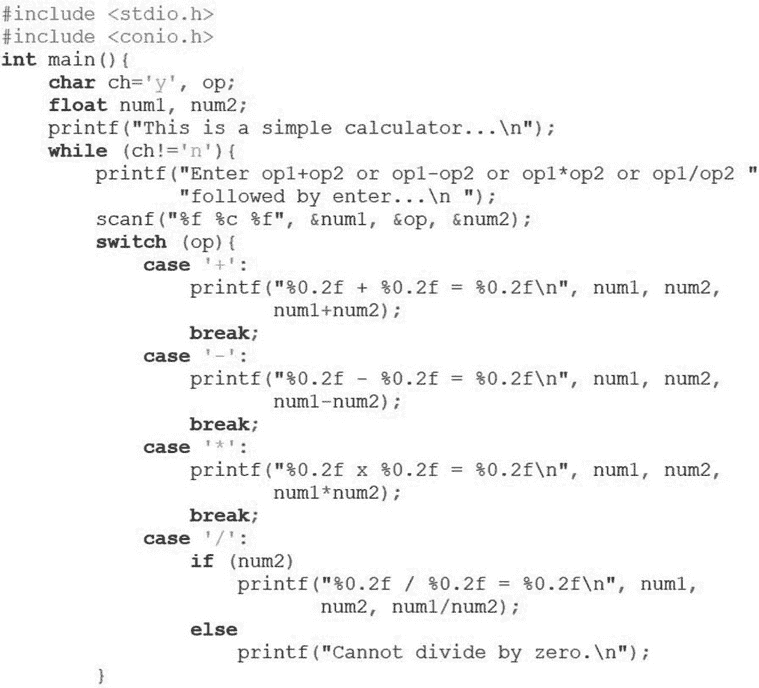 #include <stdio.h>
#include <conio.h>
int main(){
    char ch='y', op;
    float num1, num2;
    printf("This is a simple calculator...\n");
    while (ch!='n'){
        printf("Enter op1+op2 or op1-op2 or op1*op2 or op1/op2 "
               "followed by enter...\n ");
        scanf("%f %c %f", &num1, &op, &num2);
        switch (op){
            case '+':
                printf("%0.2f + %0.2f = %0.2f\n", num1, num2,
                       num1+num2);
                break;
            case '-':
                printf("%0.2f - %0.2f = %0.2f\n", num1, num2,
                       num1-num2);
                break;
            case '*':
                printf("%0.2f x %0.2f = %0.2f\n", num1, num2,
                       num1*num2);
                break;
            case '/':
                if (num2)
                    printf("%0.2f / %0.2f = %0.2f\n", num1,
                           num2, num1/num2);
                else
                    printf("Cannot divide by zero.\n");
        }